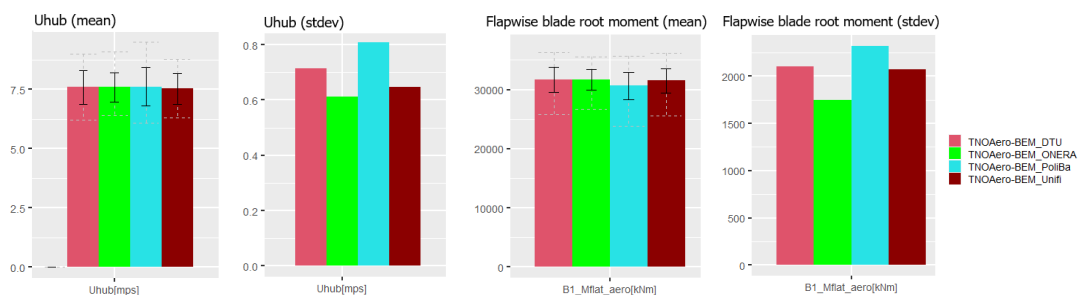 Uhub (mean)
7.5
5.0
2.5
0.0
Uhub[mps]
Uhub (stdev)
0.8
0.6
0.4
0.2
0.0
Uhub[mps]
Flapwise blade root moment (mean)
30000
20000
10000
0
B1_Mflat_aero[kNm]
Flapwise blade root moment (stdev)
2000
1500
1000
500
0
B1_Mflat_aero[kNm]
TNOAero-BEM_DTU
TNOAero-BEM_ONERA
TNOAero-BEM_PoliBa
TNOAero-BEM_Unifi